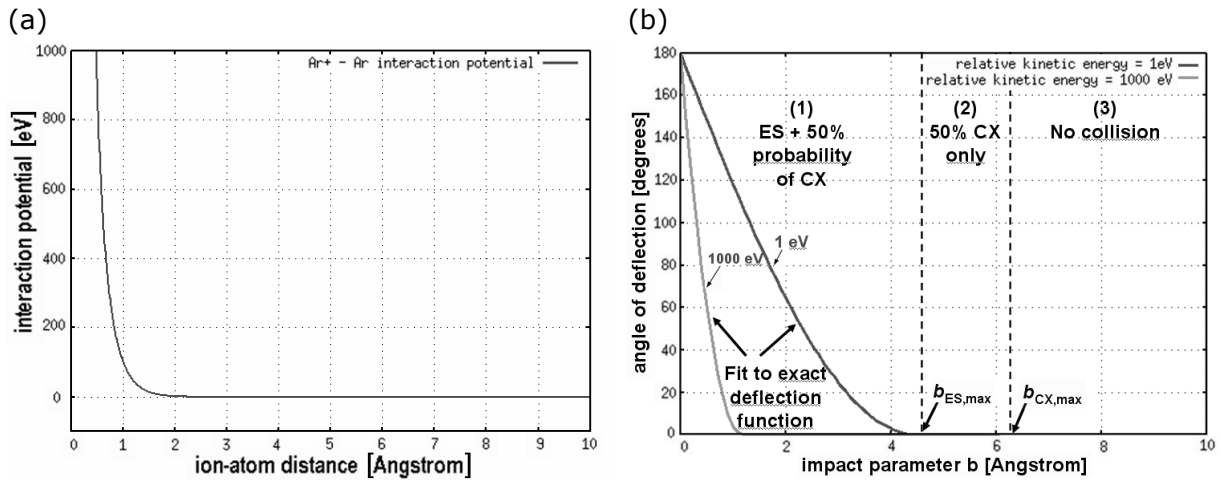 (a)
1000
800
600
400
200
0
interaction potential [eV]
Ar+ - Ar interaction potential
0 1 2 3 4 5 6 7 8 9 10
ion-atom distance [Angstrom]
(b)
180
160
140
120
100
80
60
40
20
0
angle of deflection [degrees]
relative kinetic energy = 1eV
relative kinetic energy = 1000 eV
(1)
ES + 50%
probability
of CX
(2)
50% CX
only
(3)
No collision
1 eV
1000 eV
Fit to exact
deflection
function
bES,max
bCX,max
0 2 4 6 8 10
impact parameter b [Angstrom]